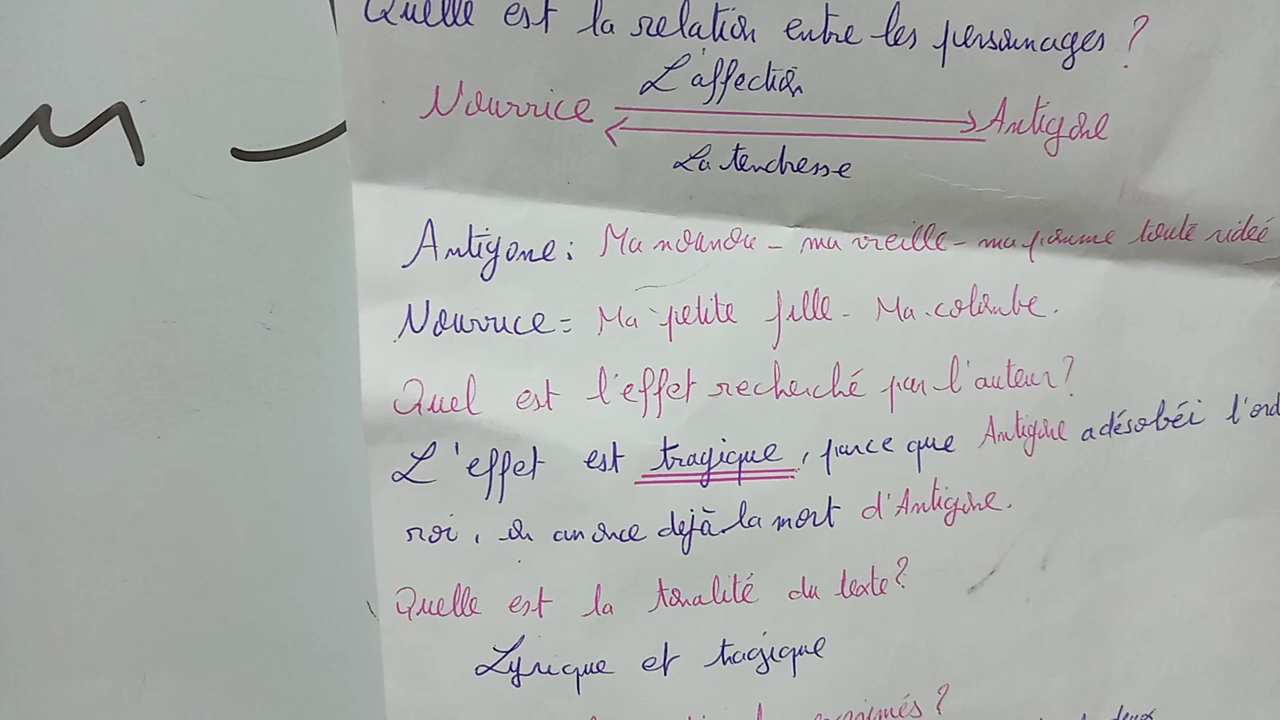 Quelle est la relation entre les personnages ?
L'affection
Nourrice Antigone
La tendresse
Antigone : Ma nounou - ma vieille - ma pomme toute ridée
Nourrice = Ma petite fille - Ma colombe.
Quel est l'effet recherché par l'auteur ?
L'effet est tragique, parce que Antigone a désobéi l'ord
roi, on anonce dejà la mort d'Antigone.
Quelle est la tonalité du texte ?
Lyrique et tragique